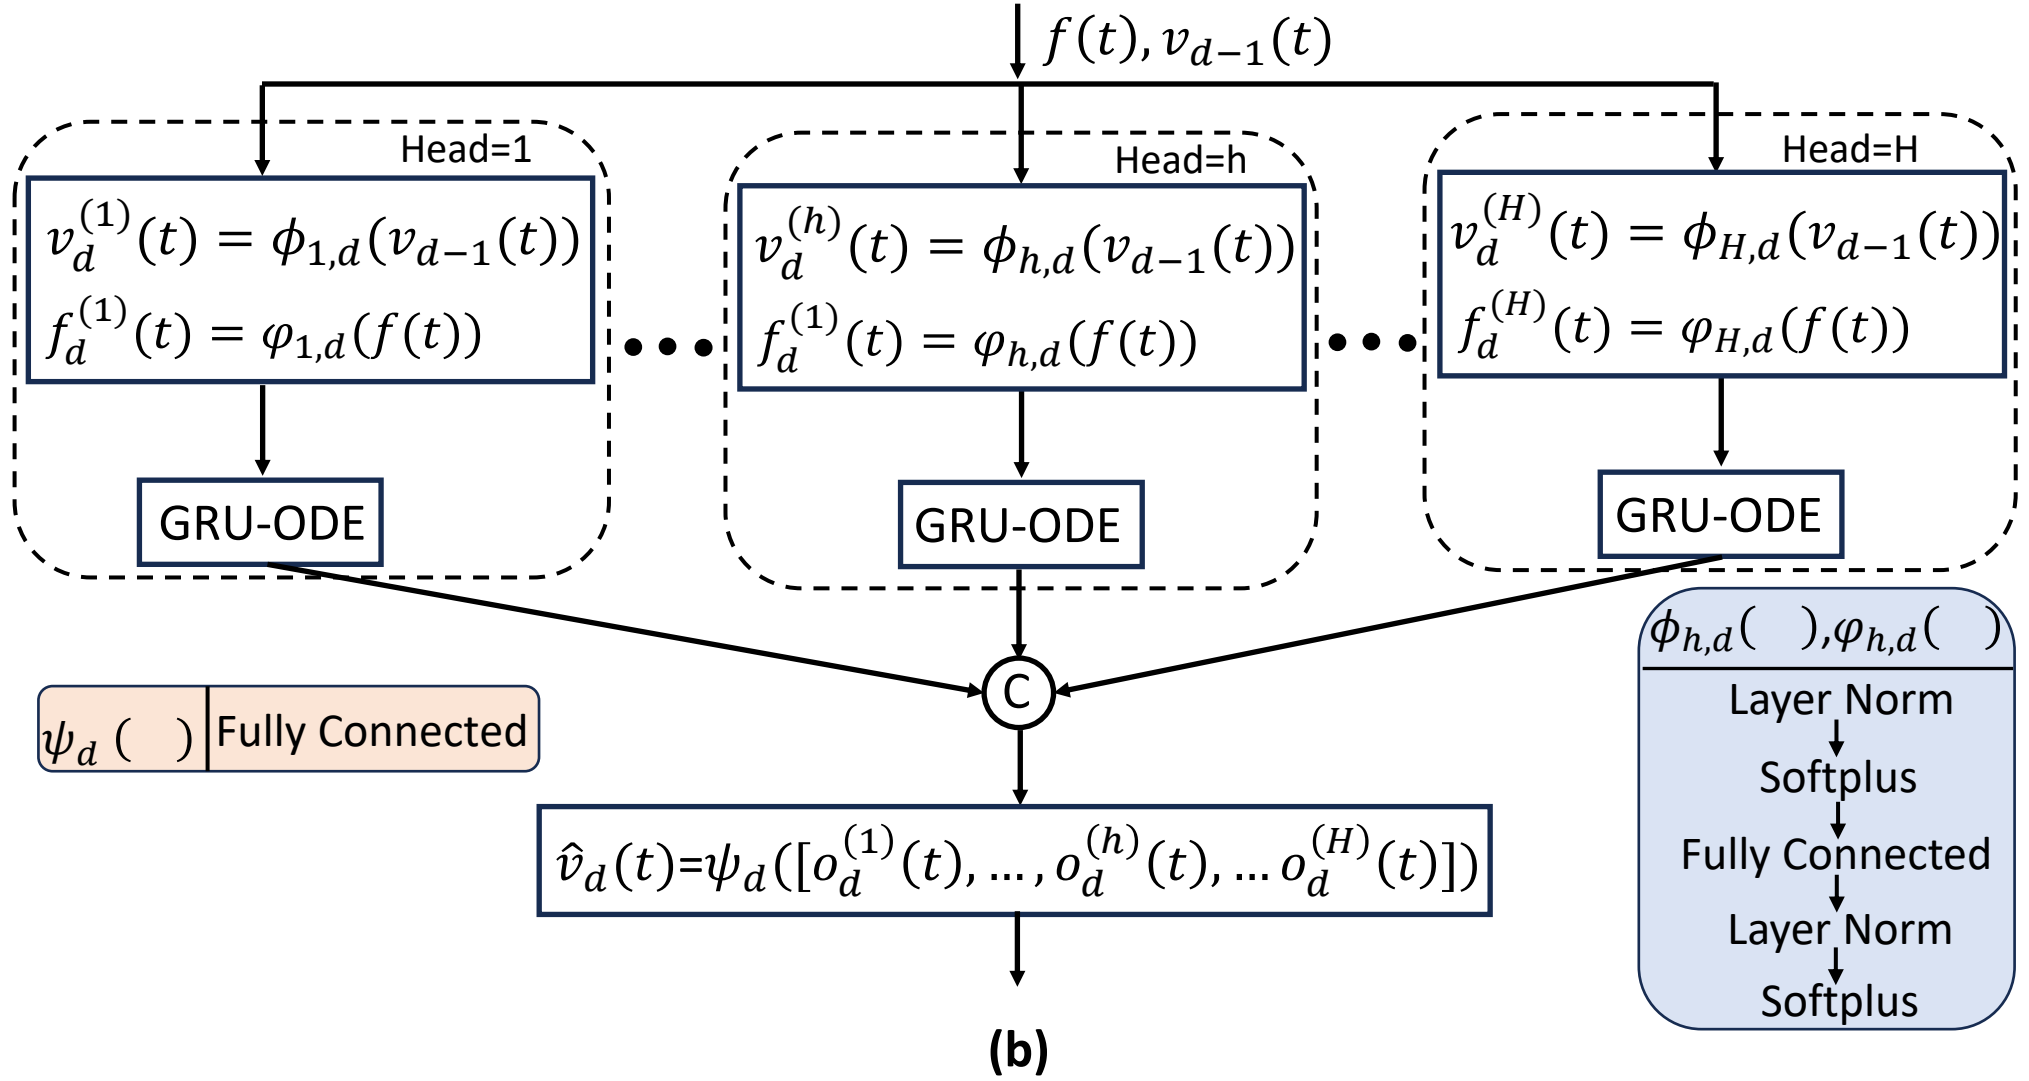 f(t), v_{d−1}(t)
Head=1
v_d^{(1)}(t) = ϕ_{1,d}(v_{d−1}(t))
f_d^{(1)}(t) = φ_{1,d}(f(t))
GRU-ODE
Head=h
v_d^{(h)}(t) = ϕ_{h,d}(v_{d−1}(t))
f_d^{(1)}(t) = φ_{h,d}(f(t))
GRU-ODE
Head=H
v_d^{(H)}(t) = ϕ_{H,d}(v_{d−1}(t))
f_d^{(H)}(t) = φ_{H,d}(f(t))
GRU-ODE
C
ψ_d ( ) Fully Connected
v̂_d(t)=ψ_d([o_d^{(1)}(t), … , o_d^{(h)}(t), … o_d^{(H)}(t)])
ϕ_{h,d}( ),φ_{h,d}( )
Layer Norm
Softplus
Fully Connected
Layer Norm
Softplus
(b)